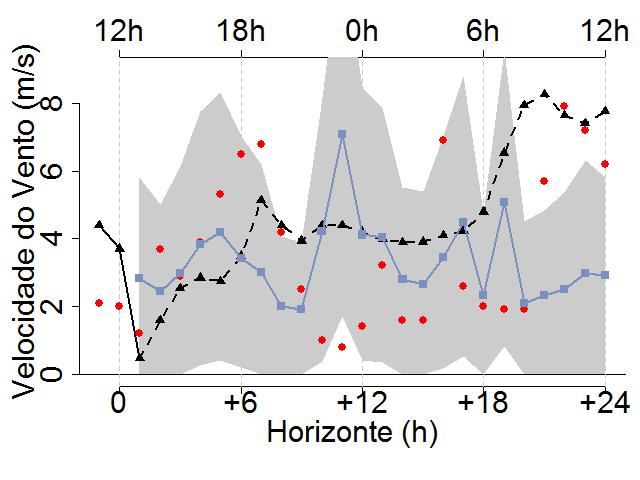 12h 18h 0h 6h 12h
Velocidade do Vento (m/s)
8
6
4
2
0
0 +6 +12 +18 +24
Horizonte (h)